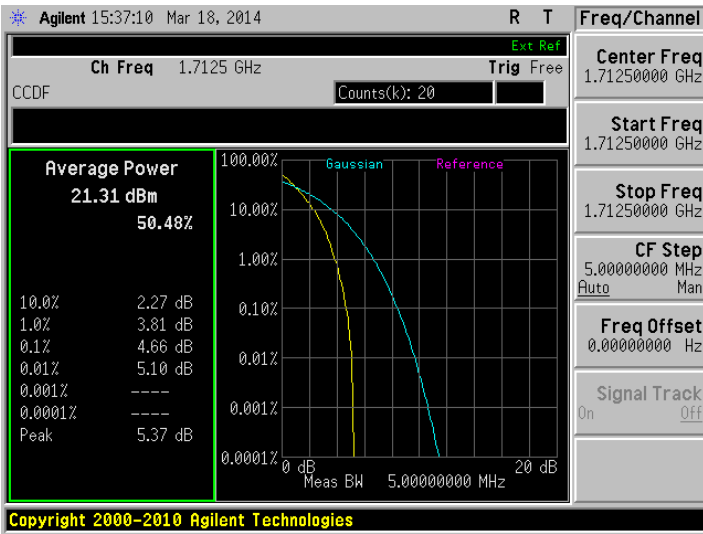 Agilent 15:37:10 Mar 18, 2014 R T
Ext Ref
Ch Freq 1.7125 GHz Trig Free
CCDF Counts(k): 20
Average Power
21.31 dBm
50.48%
10.0% 2.27 dB
1.0% 3.81 dB
0.1% 4.66 dB
0.01% 5.10 dB
0.001% ----
0.0001% ----
Peak 5.37 dB
Gaussian Reference
100.00%
10.00%
1.00%
0.10%
0.01%
0.001%
0.0001%
0 dB 20 dB
Meas BW 5.00000000 MHz
Freq/Channel
Center Freq
1.71250000 GHz
Start Freq
1.71250000 GHz
Stop Freq
1.71250000 GHz
CF Step
5.00000000 MHz
Auto Man
Freq Offset
0.00000000 Hz
Signal Track
On Off
Copyright 2000-2010 Agilent Technologies